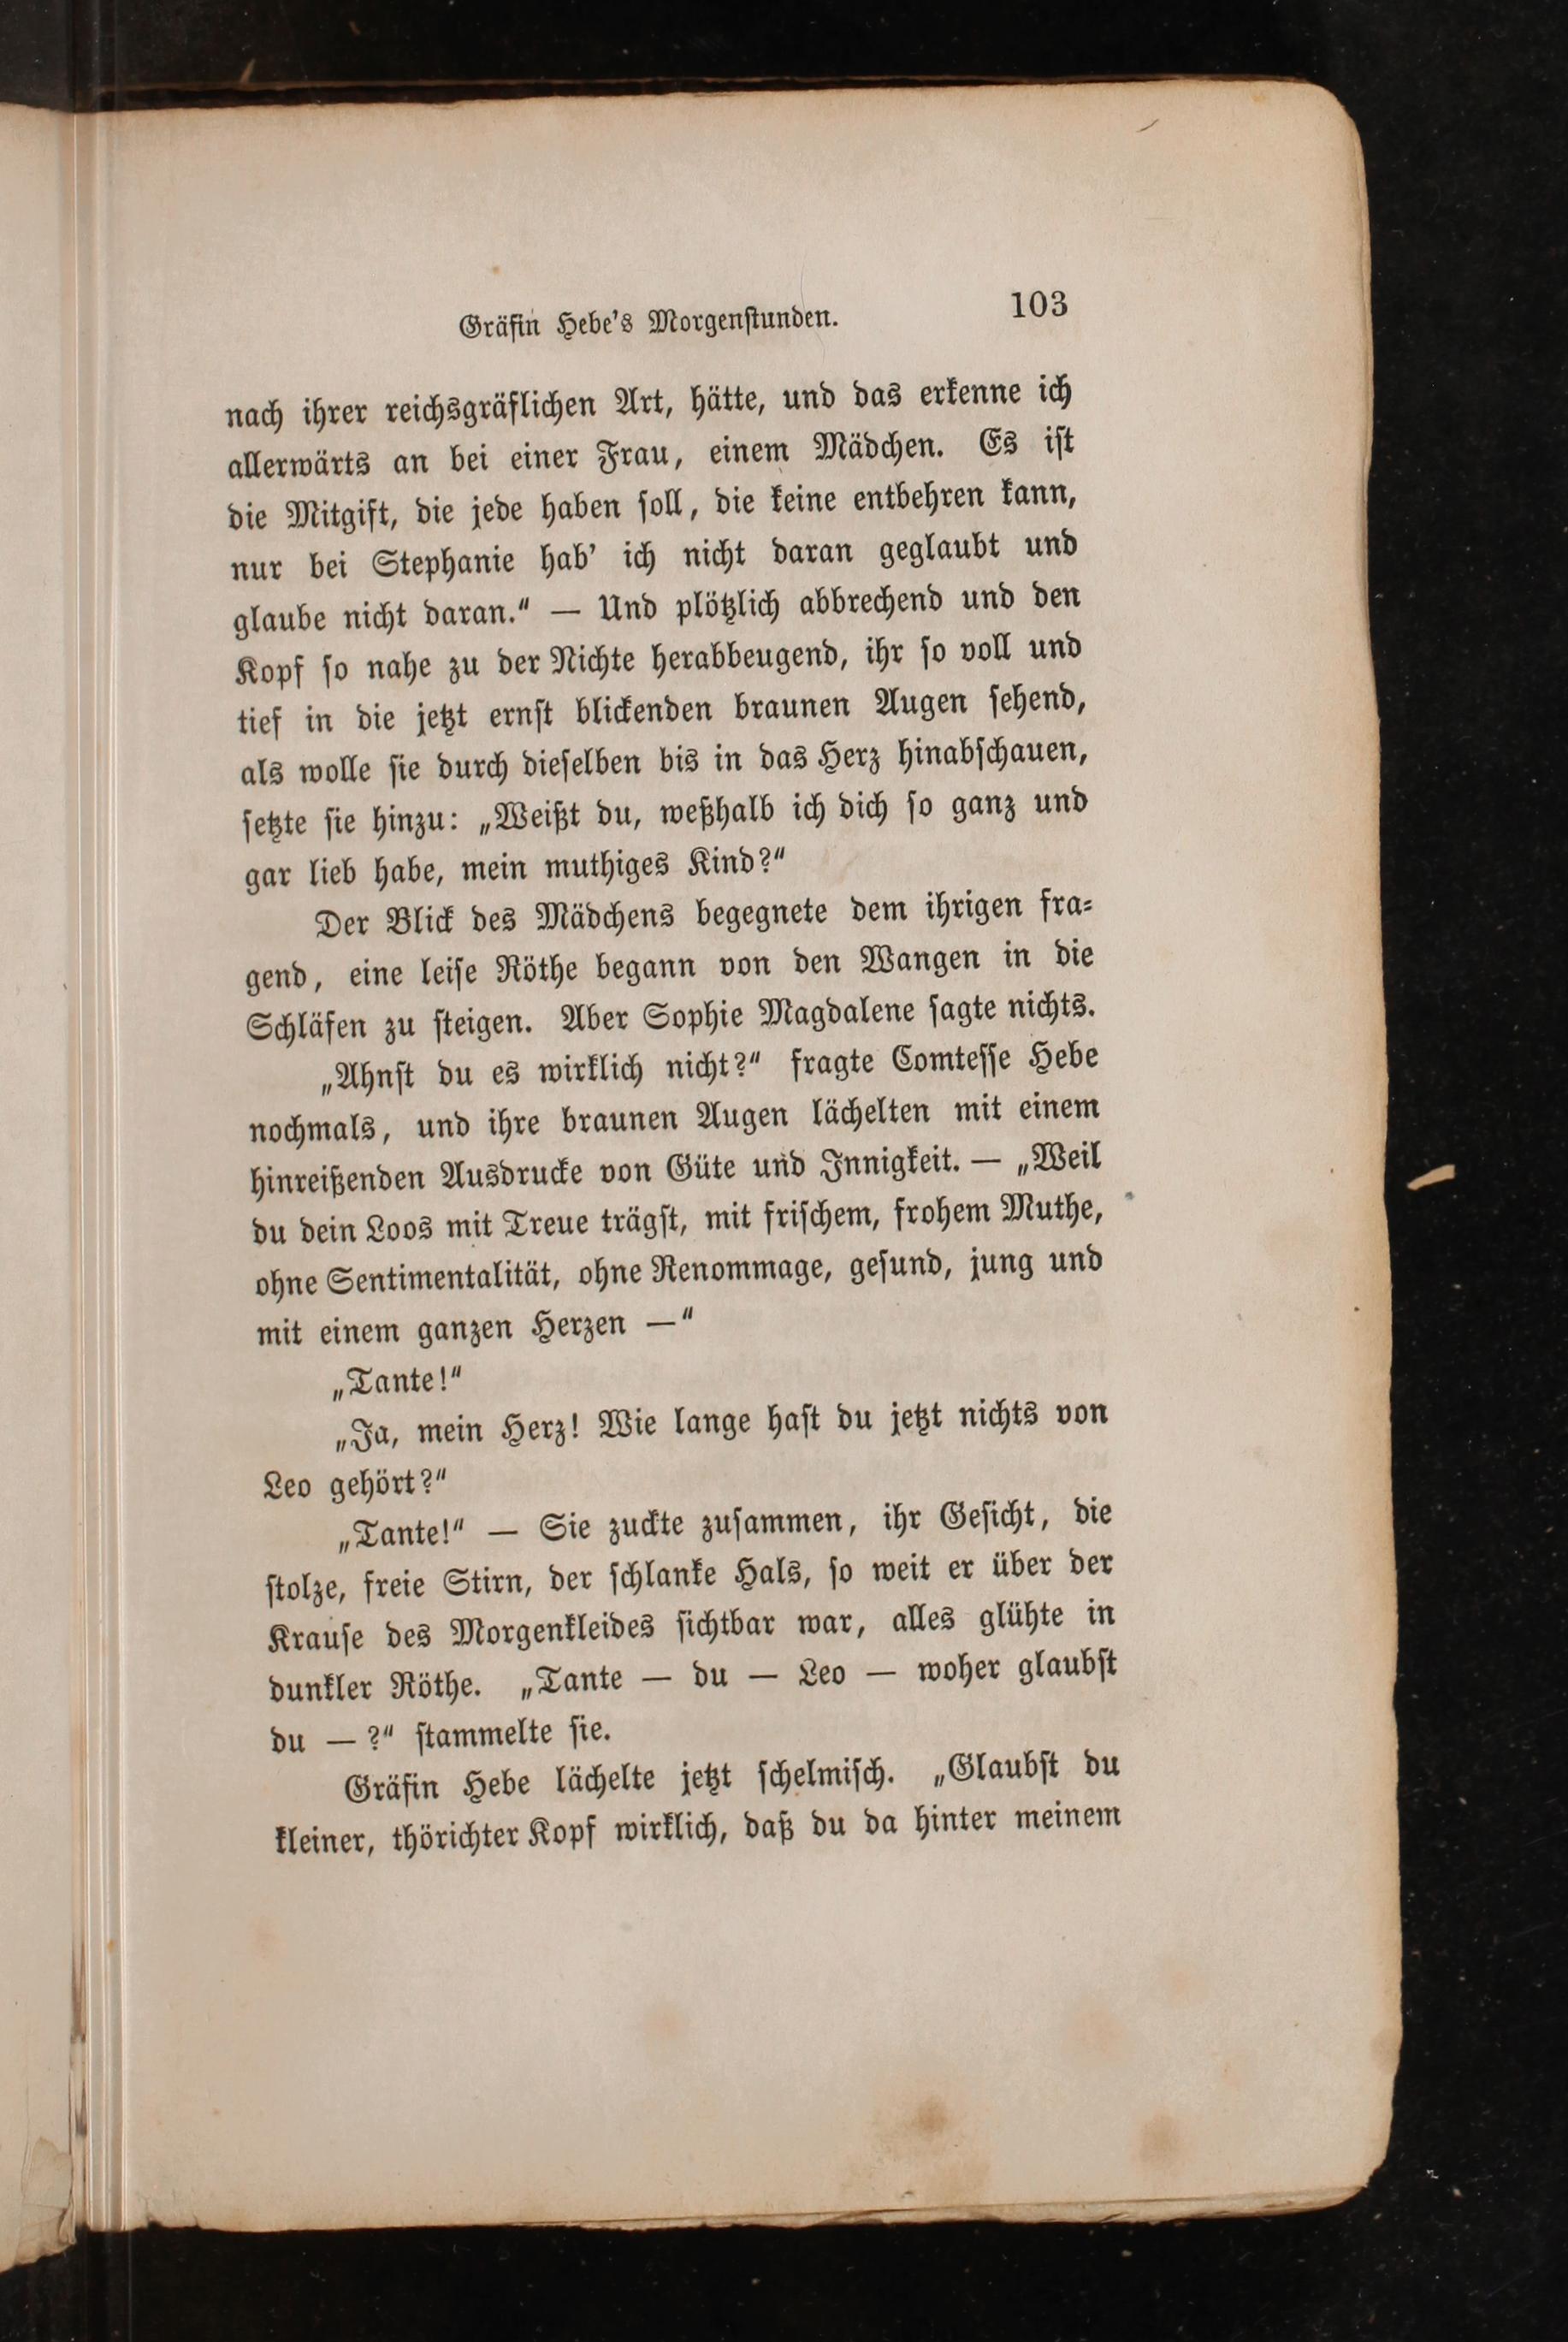 Gräfin Hebe's Morgenstunden. 103
nach ihrer reichsgräflichen Art, hätte, und das erkenne ich
allerwärts an bei einer Frau, einem Mädchen. Es ist
die Mitgift, die jede haben soll, die keine entbehren kann,
nur bei Stephanie hab' ich nicht daran geglaubt und
glaube nicht daran.“ — Und plötzlich abbrechend und den
Kopf so nahe zu der Nichte herabbeugend, ihr so voll und
tief in die jetzt ernst blickenden braunen Augen sehend,
als wolle sie durch dieselben bis in das Herz hinabschauen,
setzte sie hinzu: „Weißt du, weßhalb ich dich so ganz und
gar lieb habe, mein muthiges Kind?“
Der Blick des Mädchens begegnete dem ihrigen fra-
gend, eine leise Röthe begann von den Wangen in die
Schläfen zu steigen. Aber Sophie Magdalene sagte nichts.
„Ahnst du es wirklich nicht?“ fragte Comtesse Hebe
nochmals, und ihre braunen Augen lächelten mit einem
hinreißenden Ausdrucke von Güte und Innigkeit. — „Weil
du dein Loos mit Treue trägst, mit frischem, frohem Muthe,
ohne Sentimentalität, ohne Renommage, gesund, jung und
mit einem ganzen Herzen —“
„Tante!“
„Ja, mein Herz! Wie lange hast du jetzt nichts von
Leo gehört?“
„Tante!“ — Sie zuckte zusammen, ihr Gesicht, die
stolze, freie Stirn, der schlanke Hals, so weit er über der
Krause des Morgenkleides sichtbar war, alles glühte in
dunkler Röthe. „Tante — du — Leo — woher glaubst
du — ?“ stammelte sie.
Gräfin Hebe lächelte jetzt schelmisch. „Glaubst du
kleiner, thörichter Kopf wirklich, daß du da hinter meinem